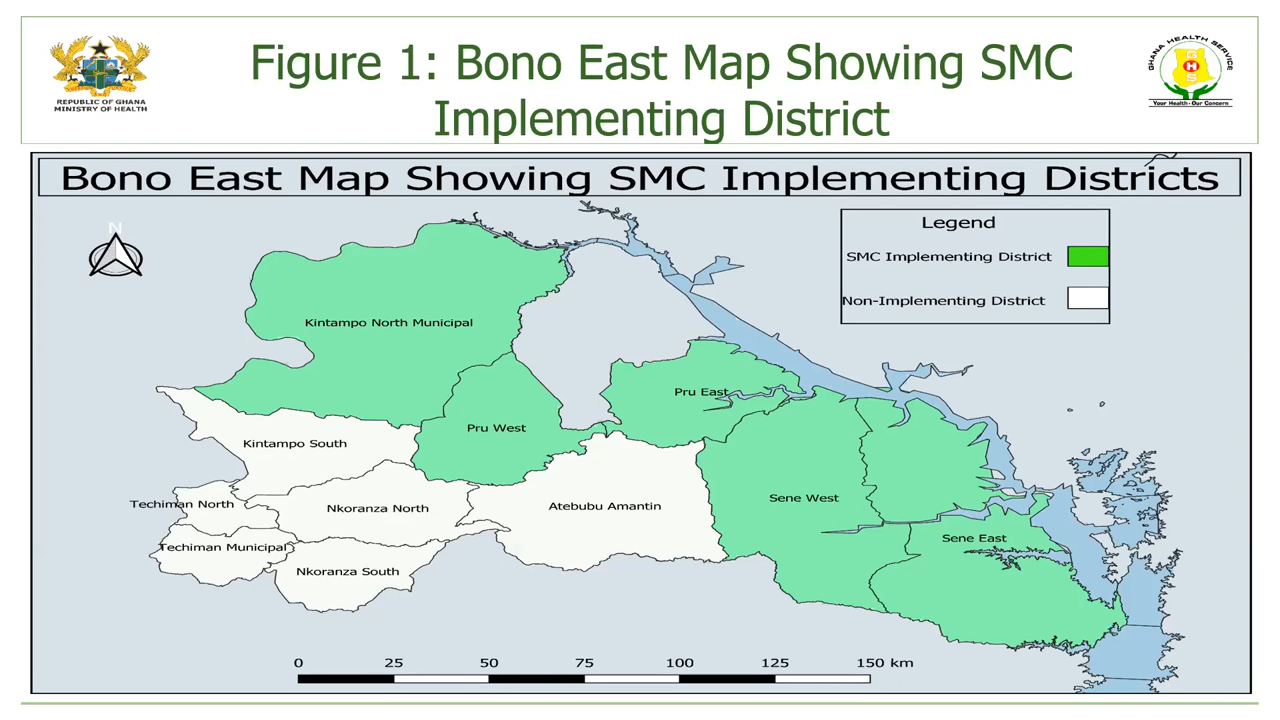 Figure 1: Bono East Map Showing SMC
Implementing District
REPUBLIC OF GHANA
MINISTRY OF HEALTH
GHANA HEALTH SERVICE
GHS
Your Health - Our Concern
Bono East Map Showing SMC Implementing Districts
N
Legend
SMC Implementing District
Non-Implementing District
Kintampo North Municipal
Pru East
Pru West
Kintampo South
Sene West
Techiman North
Nkoranza North
Atebubu Amantin
Sene East
Techiman Municipal
Nkoranza South
0 25 50 75 100 125 150 km